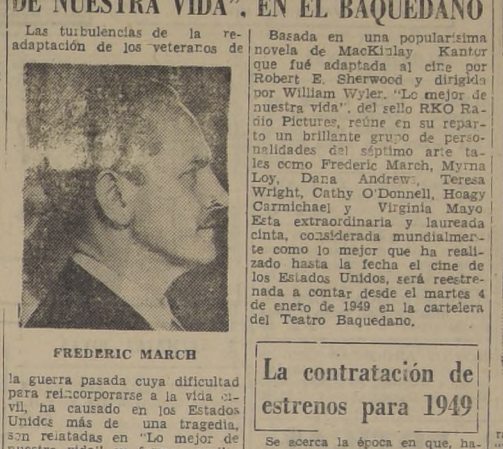 DE NUESTRA VIDA", EN EL BAQUEDANO
Las turbulencias de la re-
adaptación de los veteranos de
FREDERIC MARCH
la guerra pasada cuya dificultad
para reincorporarse a la vida ci-
vil, ha causado en los Estados
Unidos más de una tragedia,
son relatadas en "Lo mejor de
nuestra vida"
Basada en una popularísima
novela de MacKinlay Kantor
que fué adaptada al cine por
Robert E. Sherwood y dirigida
por William Wyler. "Lo mejor de
nuestra vida", del sello RKO Ra-
dio Pictures, reúne en su repar-
to un brillante grupo de perso-
nalidades del séptimo arte ta-
les como Frederic March, Myrna
Loy, Dana Andrews, Teresa
Wright, Cathy O'Donnell, Hoagy
Carmichael y Virginia Mayo
Esta extraordinaria y laureada
cinta, considerada mundialmen-
te como lo mejor que ha reali-
zado hasta la fecha el cine de
los Estados Unidos, será reestre-
nada a contar desde el martes 4
de enero de 1949 en la cartelera
del Teatro Baquedano.
La contratación de
estrenos para 1949
Se acerca la época en que, ha-